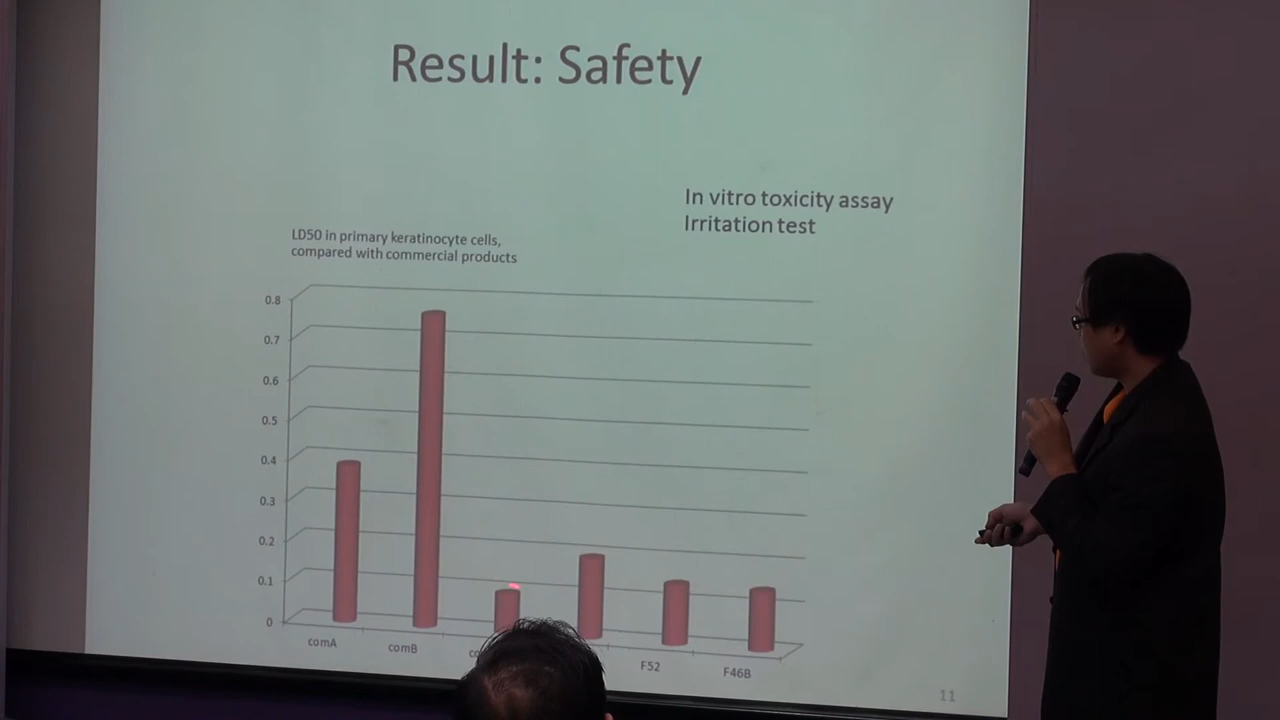 Result: Safety
In vitro toxicity assay
Irritation test
LD50 in primary keratinocyte cells,
compared with commercial products
0.8
0.7
0.6
0.5
0.4
0.3
0.2
0.1
0
comA
comB
F52
F46B
11